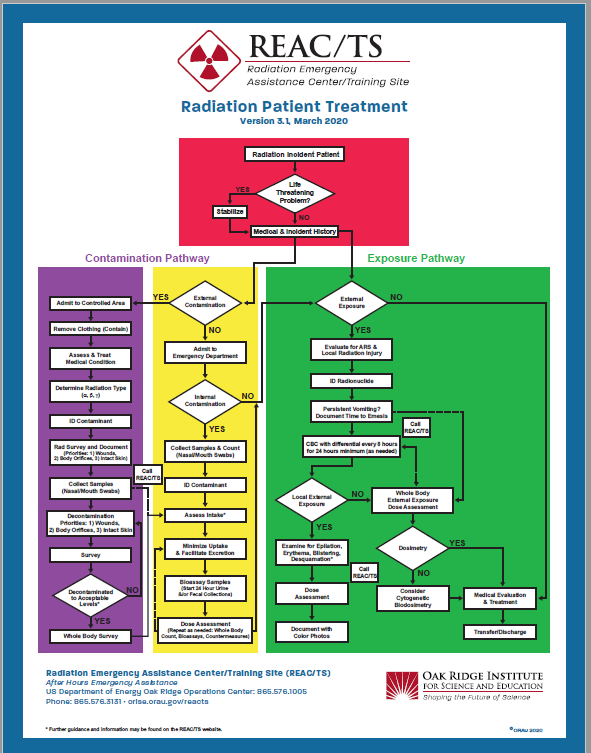 REAC/TS
Radiation Emergency
Assistance Center/Training Site
Radiation Patient Treatment
Version 3.1, March 2020
Radiation Incident Patient
Life
Threatening
Problem?
YES
NO
Stabilize
Medical & Incident History
Contamination Pathway
Exposure Pathway
Admit to Controlled Area
Remove Clothing (Contain)
Assess & Treat
Medical Condition
Determine Radiation Type
(α, β, γ)
ID Contaminant
Rad Survey and Document
(Priorities: 1) Wounds,
2) Body Orifices, 3) Intact Skin)
Collect Samples
(Nasal/Mouth Swabs)
Call
REAC/TS
Decontamination
Priorities: 1) Wounds,
2) Body Orifices, 3) Intact Skin
Survey
Decontaminated
to Acceptable
Levels*
NO
YES
Whole Body Survey
YES
External
Contamination
NO
Admit to
Emergency Department
Internal
Contamination
NO
YES
Collect Samples & Count
(Nasal/Mouth Swabs)
ID Contaminant
Assess Intake*
Minimize Uptake
& Facilitate Excretion
Bioassay Samples
(Start 24 Hour Urine
&/or Fecal Collections)
Dose Assessment
(Repeat as needed: Whole Body
Count, Bioassays, Countermeasures)
External
Exposure
NO
YES
Evaluate for ARS &
Local Radiation Injury
ID Radionuclide
Persistent Vomiting?
Document Time to Emesis
Call
REAC/TS
CBC with differential every 6 hours
for 24 hours minimum (as needed)
Local External
Exposure
NO
YES
Whole Body
External Exposure
Dose Assessment
Examine for Epilation,
Erythema, Blistering,
Desquamation*
Call
REAC/TS
Dose
Assessment
Document with
Color Photos
Dosimetry
YES
NO
Consider
Cytogenetic
Biodosimetry
Medical Evaluation
& Treatment
Transfer/Discharge
Radiation Emergency Assistance Center/Training Site (REAC/TS)
After Hours Emergency Assistance
US Department of Energy Oak Ridge Operations Center: 865.576.1005
Phone: 865.576.3131 • orise.orau.gov/reacts
OAK RIDGE INSTITUTE
FOR SCIENCE AND EDUCATION
Shaping the Future of Science
* Further guidance and information may be found on the REAC/TS website.
©ORAU 2020